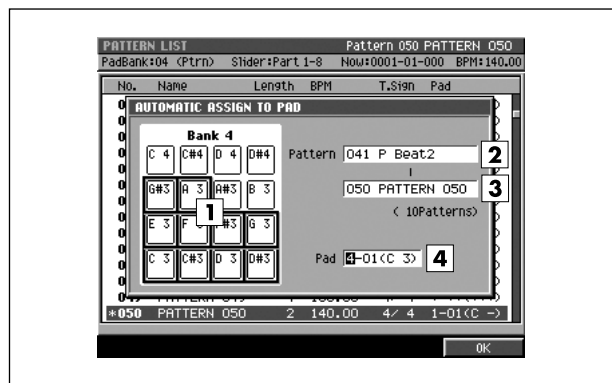 PATTERN LIST Pattern 050 PATTERN 050
PadBank:04 (Ptrn) Slider:Part 1-8 Now:0001-01-000 BPM:140.00
No. Name Length BPM T.Sign Pad
AUTOMATIC ASSIGN TO PAD
Bank 4
C 4 C#4 D 4 D#4
Pattern 041 P Beat2 2
G#3 A 3 A#3 B 3
050 PATTERN 050 3
1
( 10Patterns)
E 3 F #3 G 3
C 3 C#3 D 3 D#3
Pad 4-01(C 3) 4
*050 PATTERN 050 2 140.00 4/ 4 1-01(C -)
OK